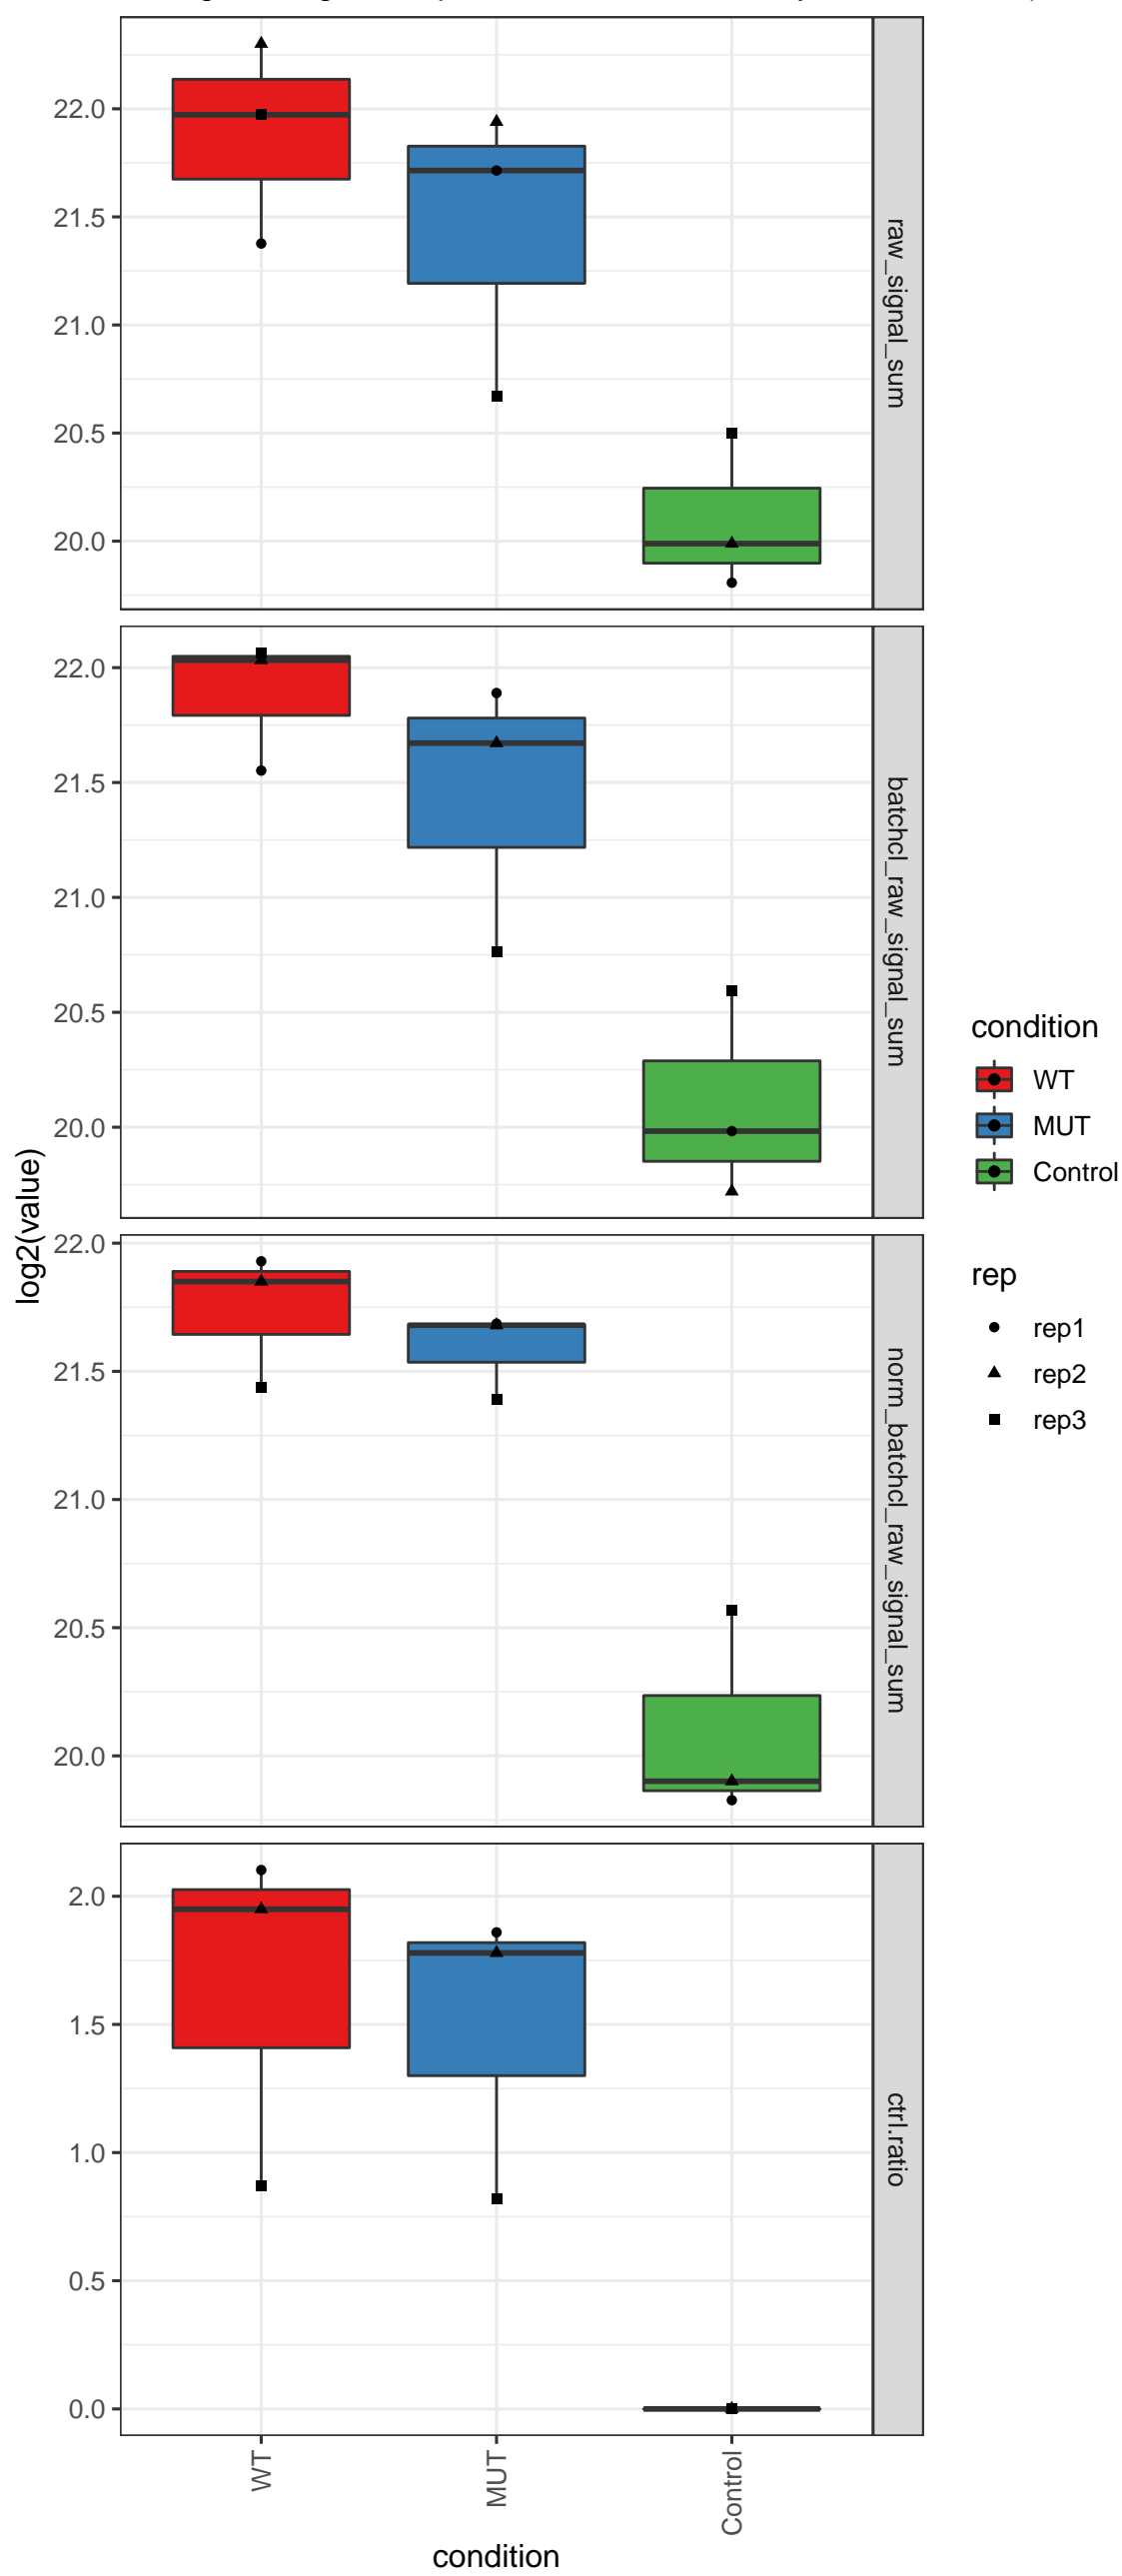 22.0
21.5
21.0
20.5
20.0
raw_signal_sum
22.0
21.5
21.0
20.5
20.0
batchcl_raw_signal_sum
22.0
21.5
21.0
20.5
20.0
norm_batchcl_raw_signal_sum
2.0
1.5
1.0
0.5
0.0
ctrl.ratio
log2(value)
WT
MUT
Control
condition
condition
WT
MUT
Control
rep
rep1
rep2
rep3